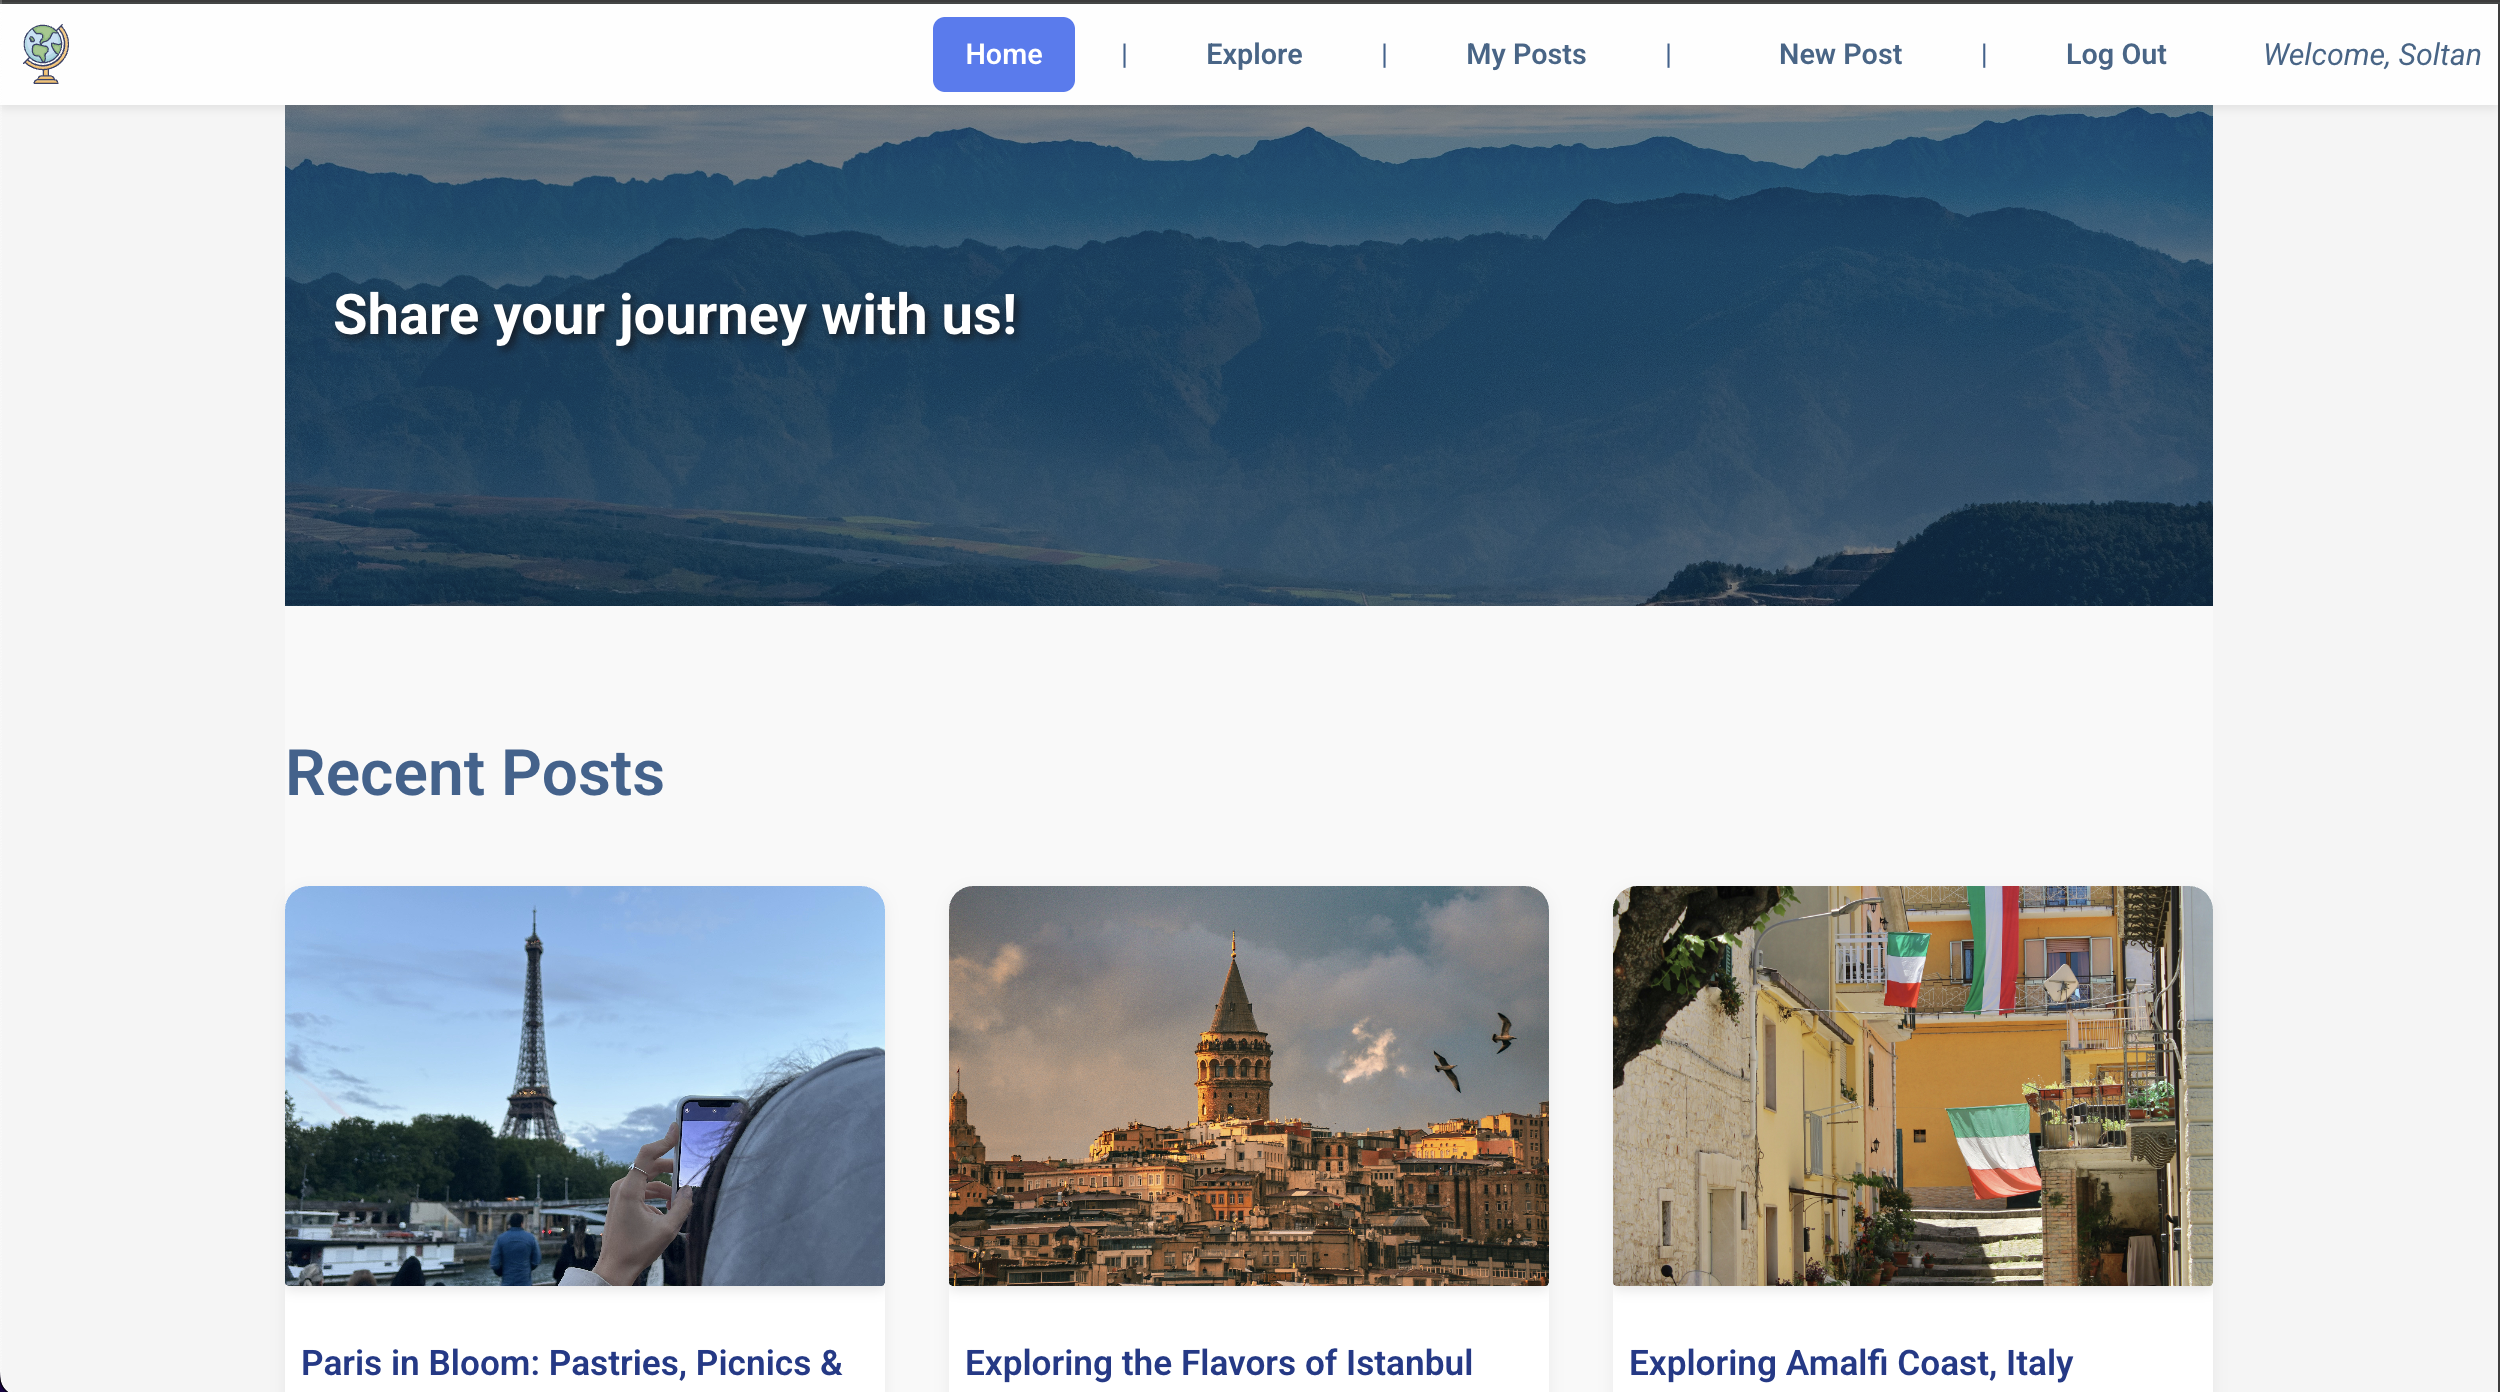 Home | Explore | My Posts | New Post | Log Out Welcome, Soltan
Share your journey with us!
Recent Posts
Paris in Bloom: Pastries, Picnics &
Exploring the Flavors of Istanbul
Exploring Amalfi Coast, Italy